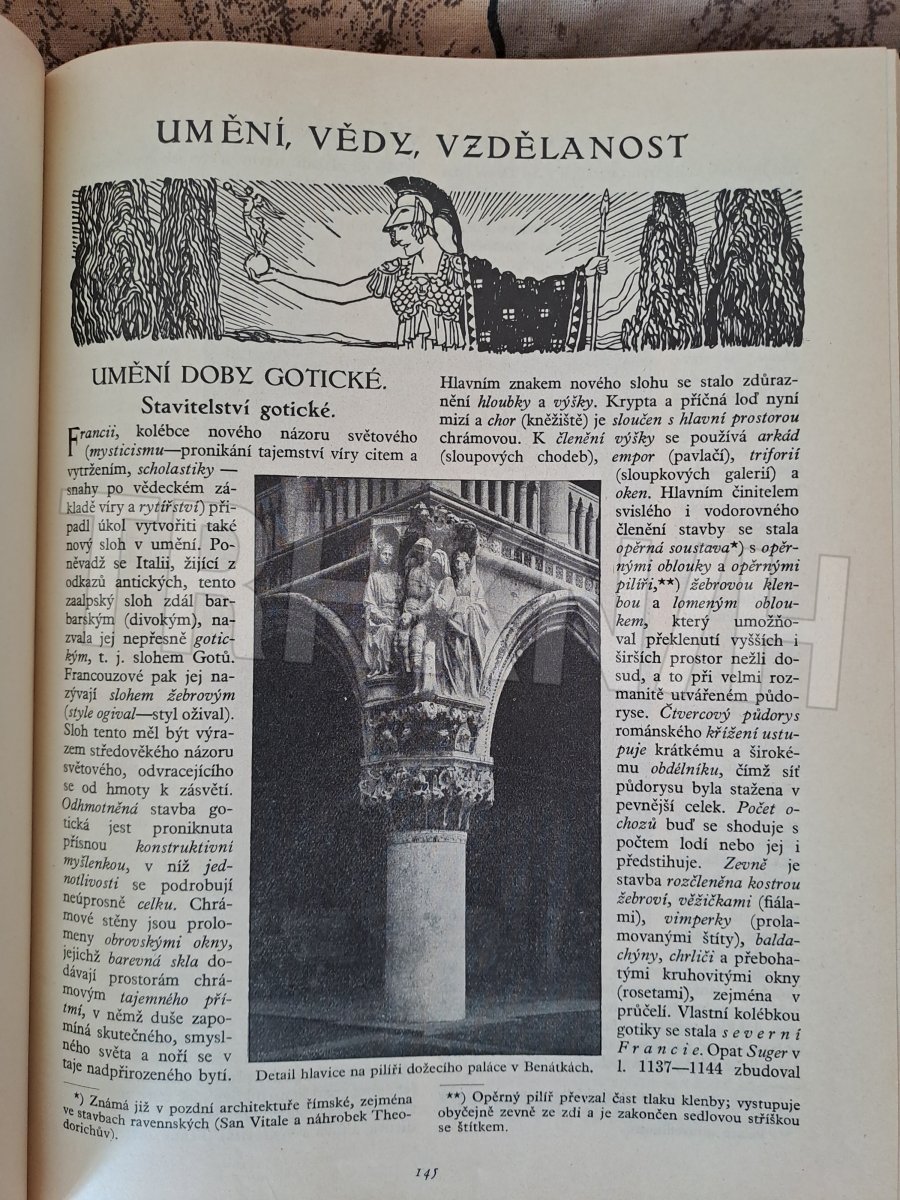 UMĚNÍ, VĚDY, VZDĚLANOST
UMĚNÍ DOBY GOTICKÉ.
Stavitelství gotické.
Francii, kolébce nového názoru světového
(mysticismu—pronikání tajemství víry citem a
vytržením, scholastiky —
snahy po vědeckém zá-
kladě víry a rytířství) při-
padl úkol vytvořiti také
nový sloh v umění. Po-
něvadž se Italii, žijící z
odkazů antických, tento
zaalpský sloh zdál bar-
barským (divokým), na-
zvala jej nepřesně gotic-
kým, t. j. slohem Gotů.
Francouzové pak jej na-
zývají slohem žebrovým
(style ogival—styl ožival).
Sloh tento měl být výra-
zem středověkého názoru
světového, odvracejícího
se od hmoty k zásvětí.
Odhmotněná stavba go-
tická jest proniknuta
přísnou konstruktivní
myšlenkou, v níž jed-
notlivosti se podrobují
neúprosně celku. Chrá-
mové stěny jsou prolo-
meny obrovskými okny,
jejichž barevná skla do-
dávají prostorám chrá-
movým tajemného pří-
tmí, v němž duše zapo-
míná skutečného, smysl-
ného světa a noří se v
taje nadpřirozeného bytí.
Detail hlavice na pilíři dožecího paláce v Benátkách.
Hlavním znakem nového slohu se stalo zdůraz-
nění hloubky a výšky. Krypta a příčná loď nyní
mizí a chor (kněžiště) je sloučen s hlavní prostorou
chrámovou. K členění výšky se používá arkád
(sloupových chodeb), empor (pavlačí), triforií
(sloupkových galerií) a
oken. Hlavním činitelem
svislého i vodorovného
členění stavby se stala
opěrná soustava*) s opěr-
nými oblouky a opěrnými
pilíři,**) žebrovou klen-
bou a lomeným oblou-
kem, který umožňo-
val překlenutí vyšších i
širších prostor nežli do-
sud, a to při velmi roz-
manitě utvářeném půdo-
ryse. Čtvercový půdorys
románského křížení ustu-
puje krátkému a široké-
mu obdélníku, čímž síť
půdorysu byla stažena v
pevnější celek. Počet o-
chozů buď se shoduje s
počtem lodí nebo jej i
předstihuje. Zevně je
stavba rozčleněna kostrou
žebroví, věžičkami (fiála-
mi), vimperky (prola-
movanými štíty), balda-
chýny, chrliči a přeboha-
tými kruhovitými okny
(rosetami), zejména v
průčelí. Vlastní kolébkou
gotiky se stala severní
Francie. Opat Suger v
l. 1137—1144 zbudoval
*) Známá již v pozdní architektuře římské, zejména
ve stavbách ravennských (San Vitale a náhrobek Theo-
dorichův).
**) Opěrný pilíř převzal část tlaku klenby; vystupuje
obyčejně zevně ze zdi a je zakončen sedlovou stříškou
se štítkem.
145